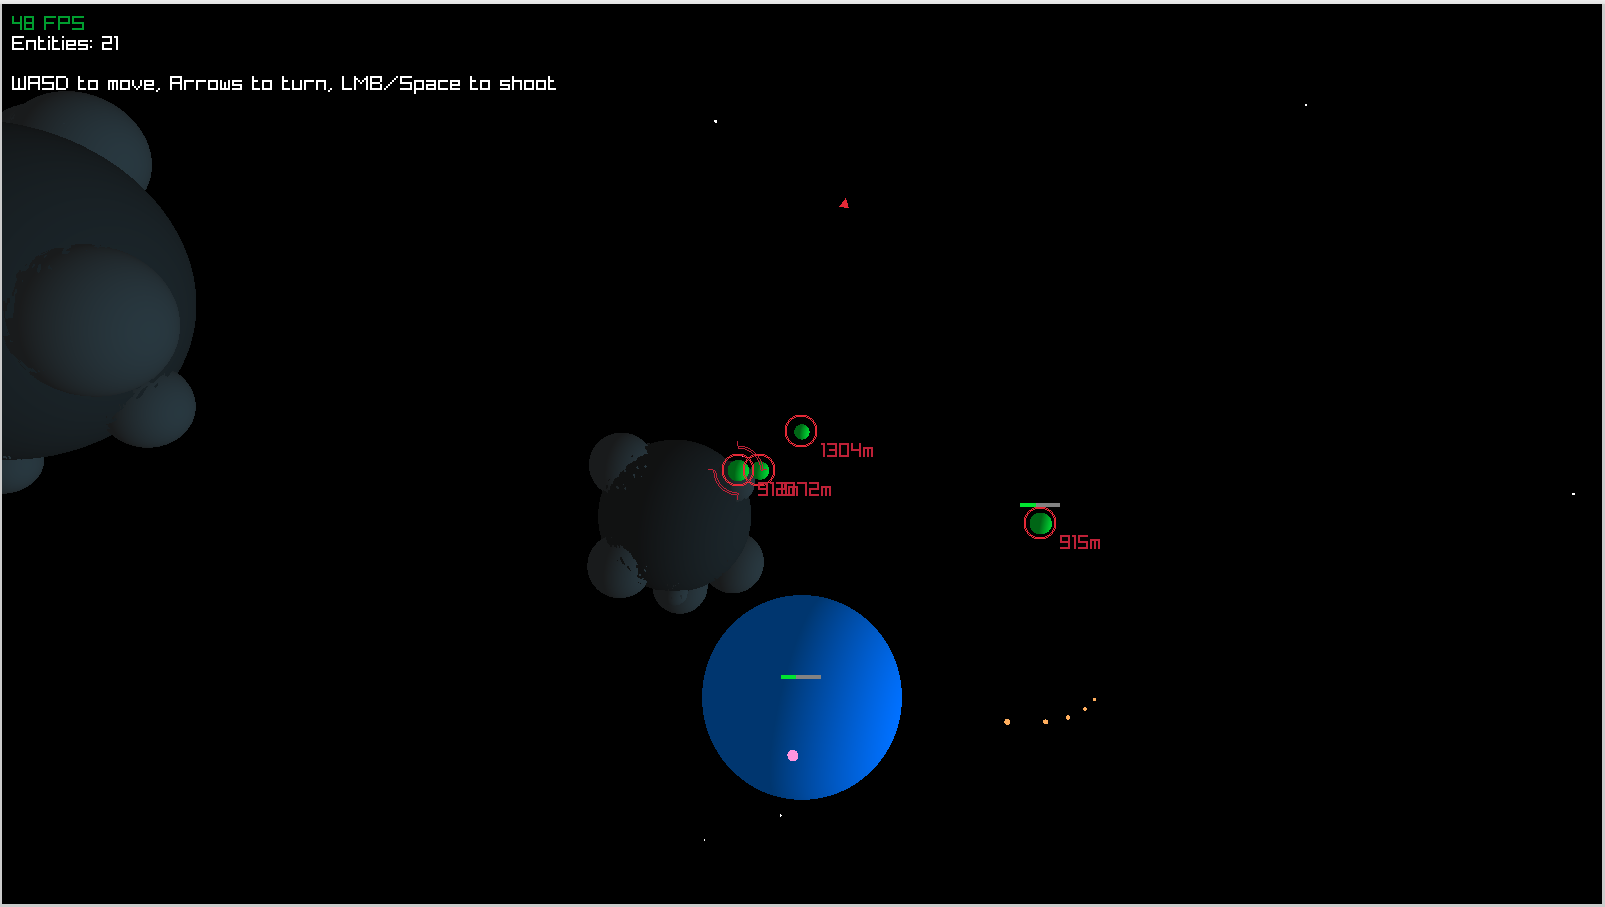 48 FPS
Entities: 21
WASD to move, Arrows to turn, LMB/Space to shoot
1304m
915m